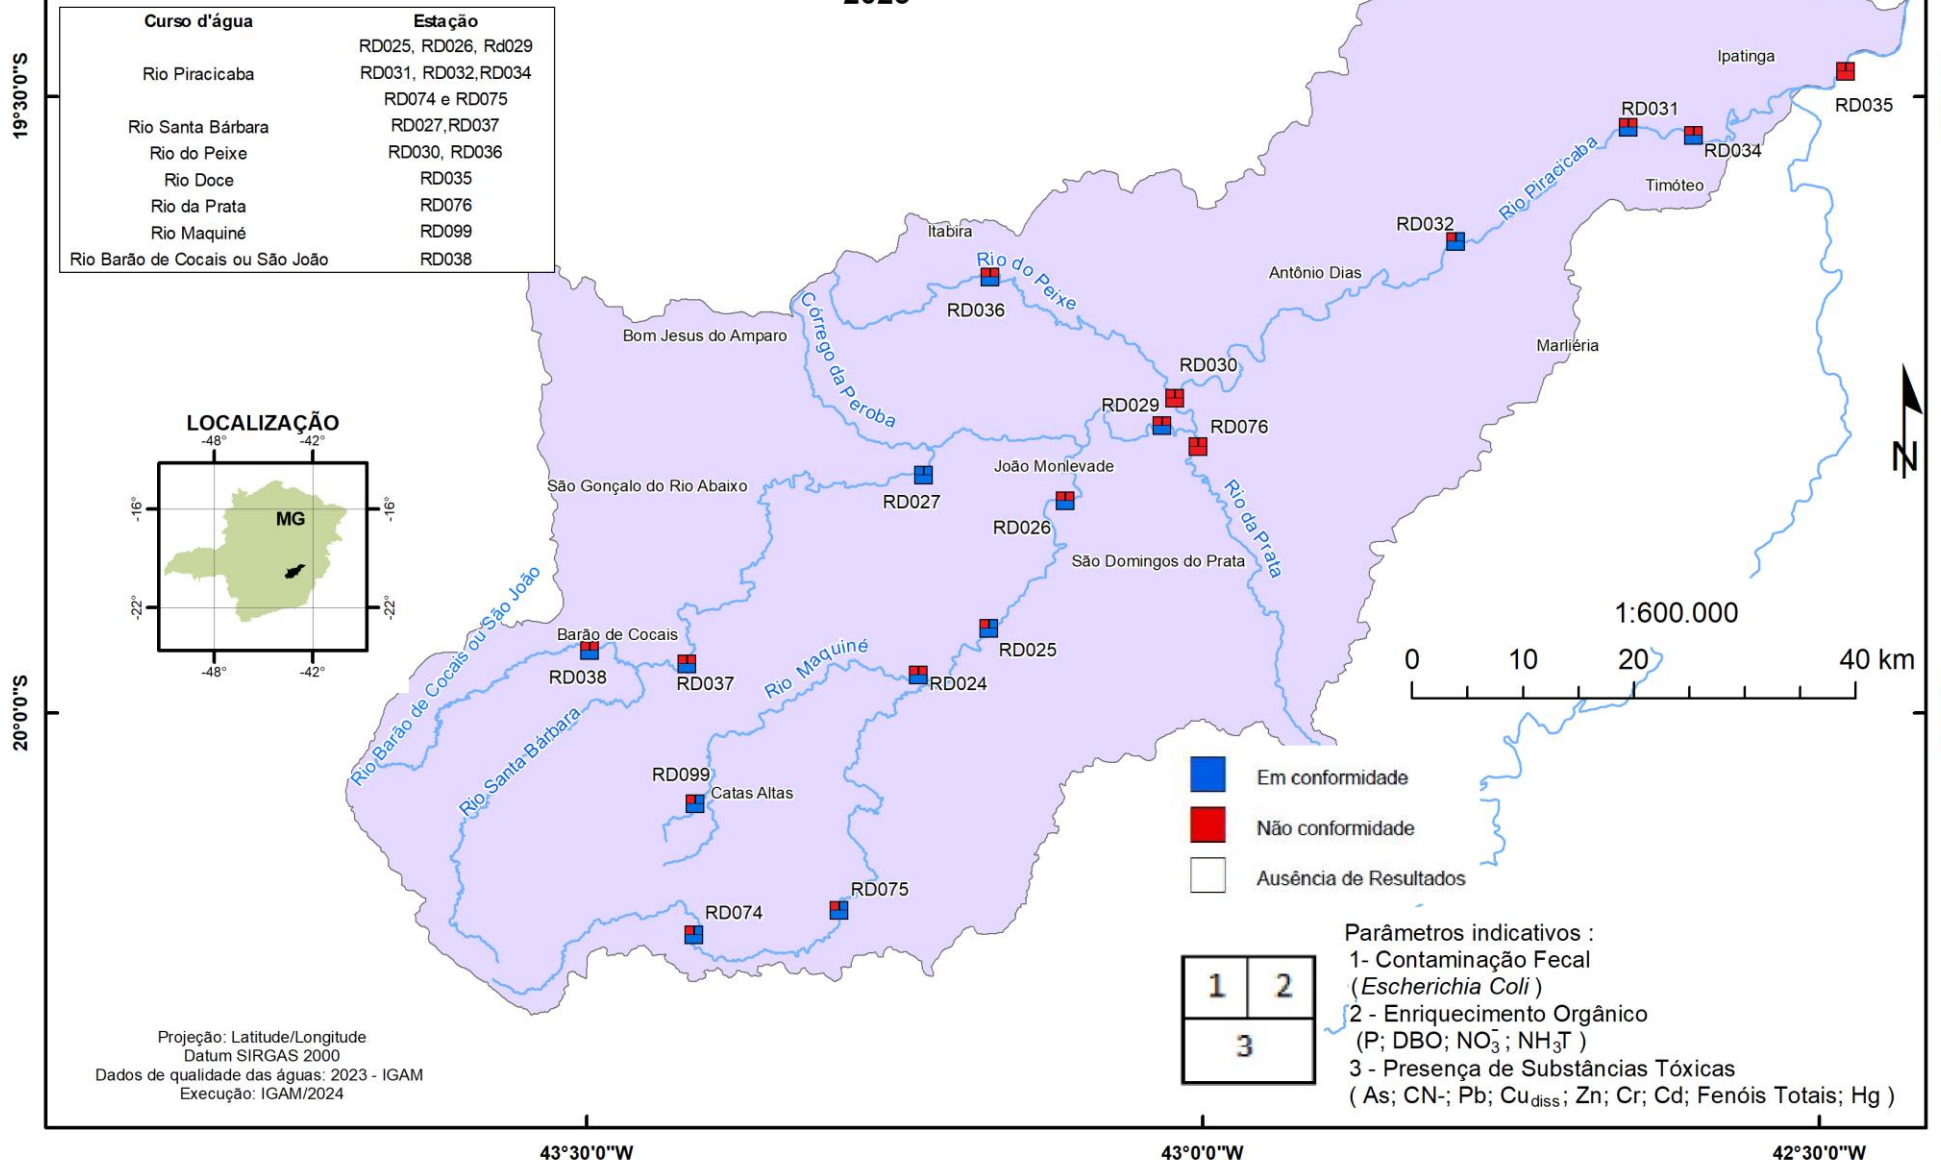 2023
Curso d'água Estação
RD025, RD026, Rd029
Rio Piracicaba RD031, RD032,RD034
RD074 e RD075
Rio Santa Bárbara RD027,RD037
Rio do Peixe RD030, RD036
Rio Doce RD035
Rio da Prata RD076
Rio Maquiné RD099
Rio Barão de Cocais ou São João RD038
19°30'0"S
20°0'0"S
Ipatinga
RD035
RD031
RD034
Timóteo
Rio Piracicaba
RD032
Itabira
Rio do Peixe
Antônio Dias
RD036
Córrego da Peroba
Bom Jesus do Amparo
Marliéria
RD030
RD029
RD076
João Monlevade
São Gonçalo do Rio Abaixo
RD027
RD026
Rio da Prata
São Domingos do Prata
LOCALIZAÇÃO
-48° -42°
-16° -16°
MG
-22° -22°
-48° -42°
N
Rio Barão de Cocais ou São João
Barão de Cocais
RD038
RD037
Rio Maquiné
RD025
RD024
Rio Santa Bárbara
RD099
Catas Altas
RD075
RD074
1:600.000
0 10 20 40 km
Em conformidade
Não conformidade
Ausência de Resultados
Parâmetros indicativos :
1- Contaminação Fecal
(Escherichia Coli )
2 - Enriquecimento Orgânico
(P; DBO; NO₃⁻; NH₃T )
3 - Presença de Substâncias Tóxicas
( As; CN-; Pb; Cudiss; Zn; Cr; Cd; Fenóis Totais; Hg )
1 2
3
Projeção: Latitude/Longitude
Datum SIRGAS 2000
Dados de qualidade das águas: 2023 - IGAM
Execução: IGAM/2024
43°30'0"W 43°0'0"W 42°30'0"W